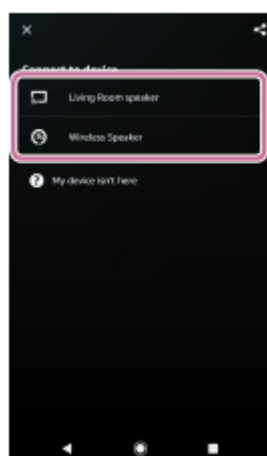 Connect to device
Living Room speaker
Wireless Speaker
My device isn't here